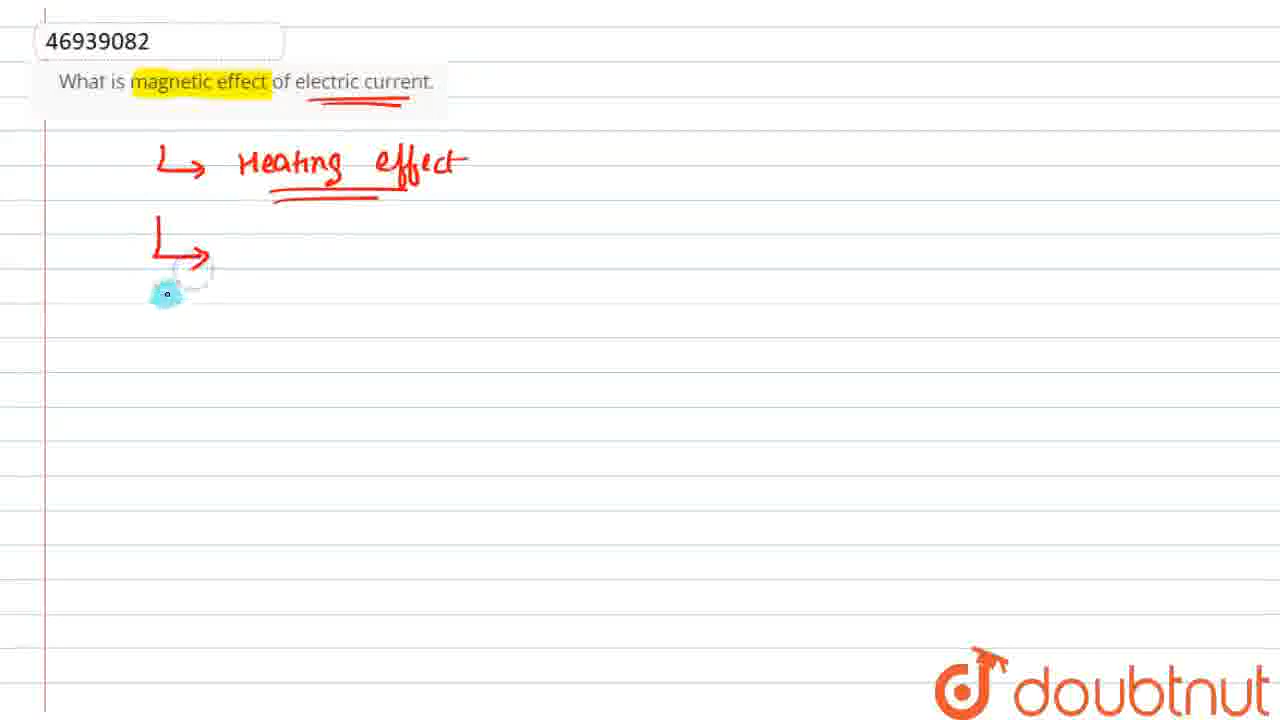 46939082
What is magnetic effect of electric current.
Heating effect
doubtnut